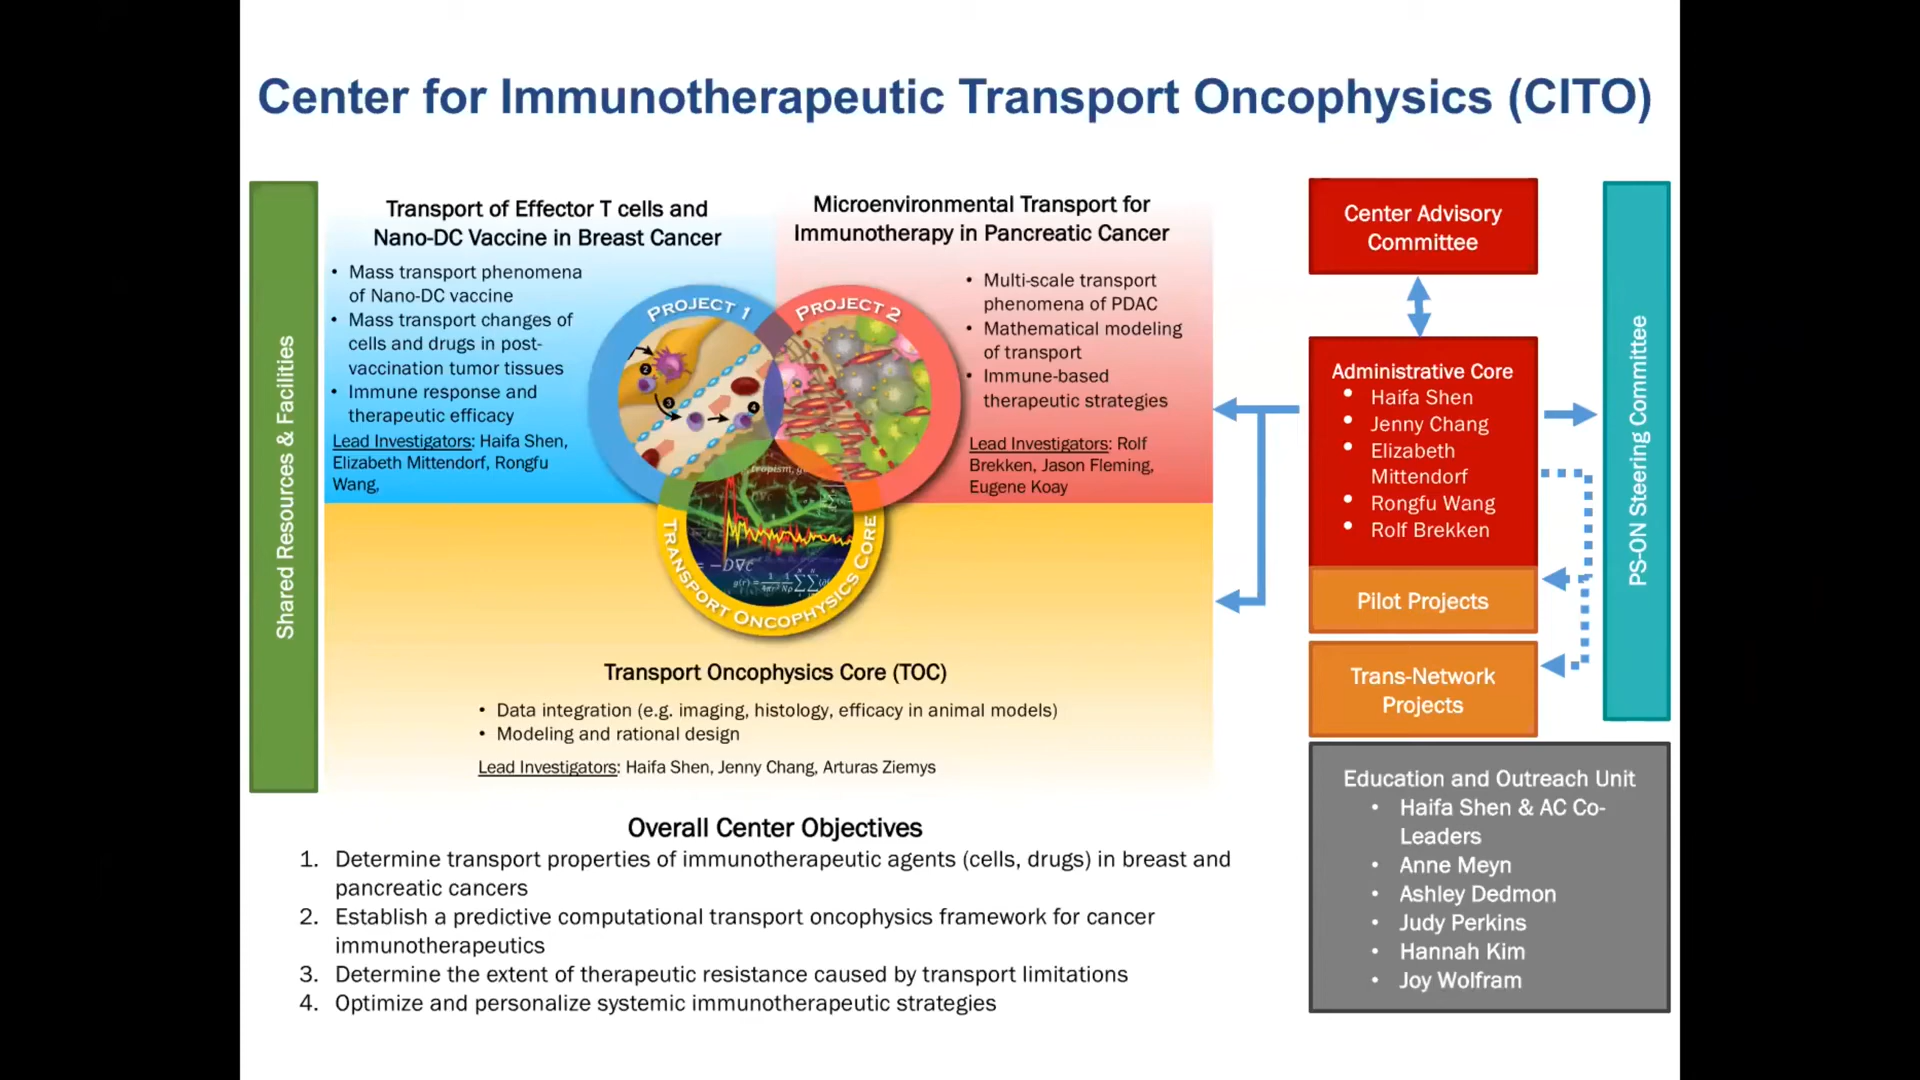 Center for Immunotherapeutic Transport Oncophysics (CITO)
Shared Resources & Facilities
Transport of Effector T cells and
Nano-DC Vaccine in Breast Cancer
• Mass transport phenomena
of Nano-DC vaccine
• Mass transport changes of
cells and drugs in post-
vaccination tumor tissues
• Immune response and
therapeutic efficacy
Lead Investigators: Haifa Shen,
Elizabeth Mittendorf, Rongfu
Wang,
PROJECT 1
2
3
4
Microenvironmental Transport for
Immunotherapy in Pancreatic Cancer
PROJECT 2
• Multi-scale transport
phenomena of PDAC
• Mathematical modeling
of transport
• Immune-based
therapeutic strategies
Lead Investigators: Rolf
Brekken, Jason Fleming,
Eugene Koay
tropism,
= -D∇c
TRANSPORT ONCOPHYSICS CORE
Transport Oncophysics Core (TOC)
• Data integration (e.g. imaging, histology, efficacy in animal models)
• Modeling and rational design
Lead Investigators: Haifa Shen, Jenny Chang, Arturas Ziemys
Overall Center Objectives
1. Determine transport properties of immunotherapeutic agents (cells, drugs) in breast and
pancreatic cancers
2. Establish a predictive computational transport oncophysics framework for cancer
immunotherapeutics
3. Determine the extent of therapeutic resistance caused by transport limitations
4. Optimize and personalize systemic immunotherapeutic strategies
Center Advisory
Committee
Administrative Core
• Haifa Shen
• Jenny Chang
• Elizabeth
Mittendorf
• Rongfu Wang
• Rolf Brekken
Pilot Projects
Trans-Network
Projects
PS-ON Steering Committee
Education and Outreach Unit
• Haifa Shen & AC Co-
Leaders
• Anne Meyn
• Ashley Dedmon
• Judy Perkins
• Hannah Kim
• Joy Wolfram